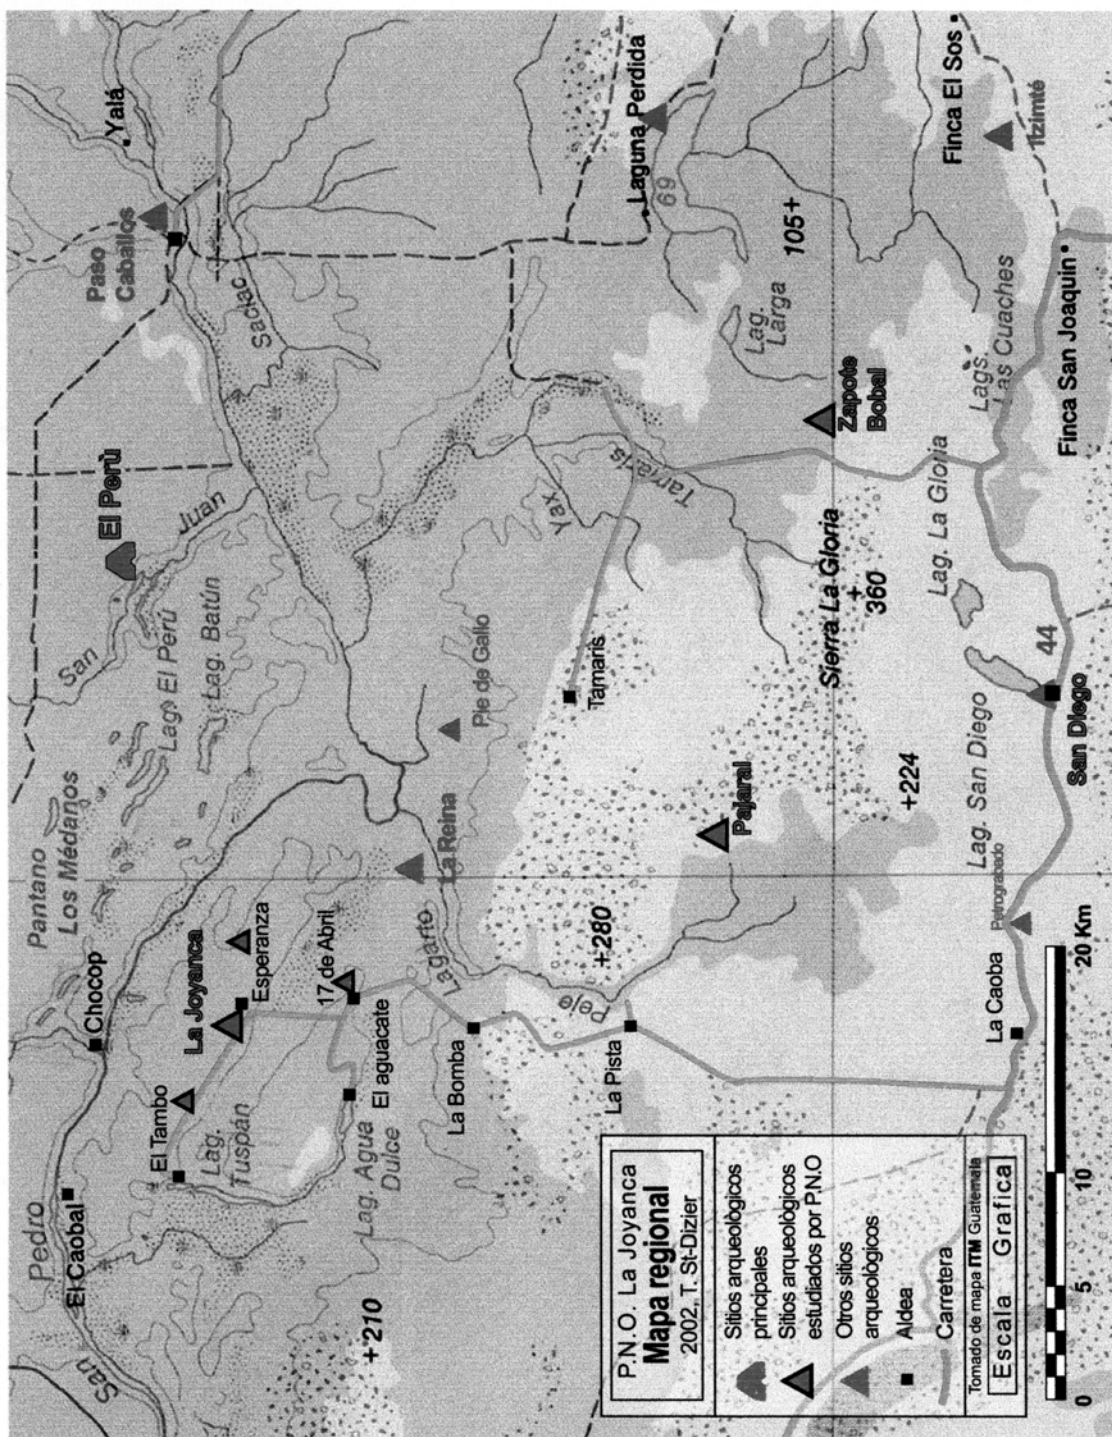 Pedro
San
El Caobal
Chocop
Pantano
Los Médanos
San
Juan
El Perù
Lag. El Perú
Lag. Batún
Paso
Caballos
Yalá
Saclac
El Tambo
La Joyanca
Esperanza
Lag.
Tuspán
17 de Abril
El aguacate
Lag. Agua
Dulce
Lagarto
La Reina
Pie de Gallo
La Bomba
+210
+280
Peje
La Pista
Tamaris
Yax
Tamaris
Laguna Perdida
69
105+
Lag.
Larga
Pajaral
Sierra La Gloria
+
360
+224
Zapote
Bobal
Finca El Sos
Itzimté
Lags.
Las Cuaches
Finca San Joaquin
Lag. La Gloria
Lag. San Diego
44
San Diego
Petrograbado
La Caoba
P.N.O. La Joyanca
Mapa regional
2002, T. St-Dizier
Sitios arqueológicos
principales
Sitios arqueológicos
estudiados por P.N.O
Otros sitios
arqueológicos
Aldea
Carretera
Tomado de mapa ITM Guatemala
Escala Grafica
0 5 10 20 Km